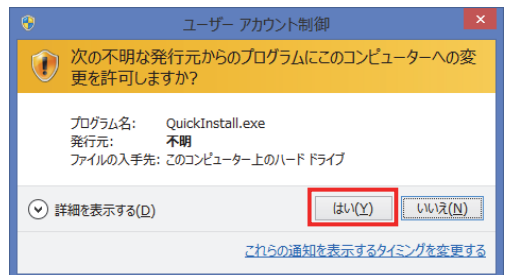 ユーザー アカウント制御
次の不明な発行元からのプログラムにこのコンピューターへの変
更を許可しますか?
プログラム名: QuickInstall.exe
発行元: 不明
ファイルの入手先: このコンピューター上のハード ドライブ
詳細を表示する(D) はい(Y) いいえ(N)
これらの通知を表示するタイミングを変更する